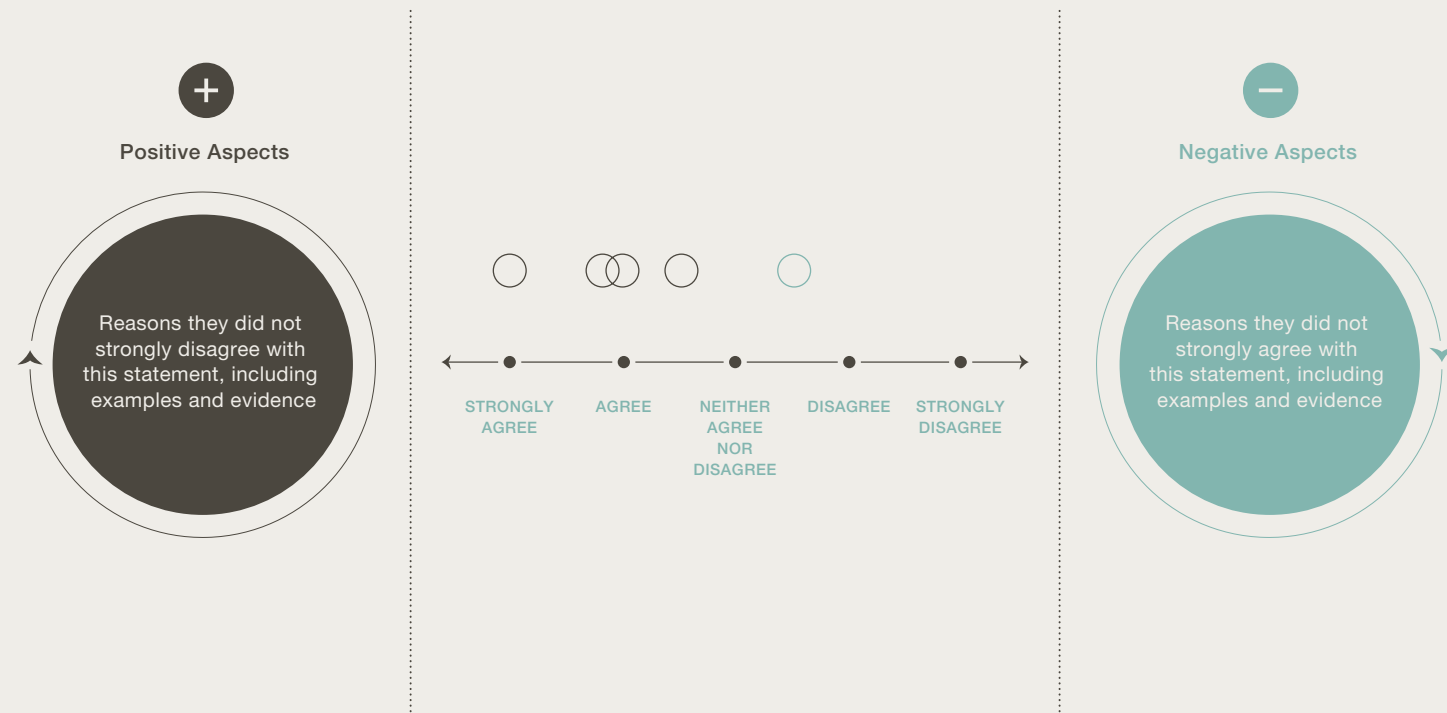 Positive Aspects
Reasons they did not
strongly disagree with
this statement, including
examples and evidence
STRONGLY
AGREE
AGREE
NEITHER
AGREE
NOR
DISAGREE
DISAGREE
STRONGLY
DISAGREE
Negative Aspects
Reasons they did not
strongly agree with
this statement, including
examples and evidence